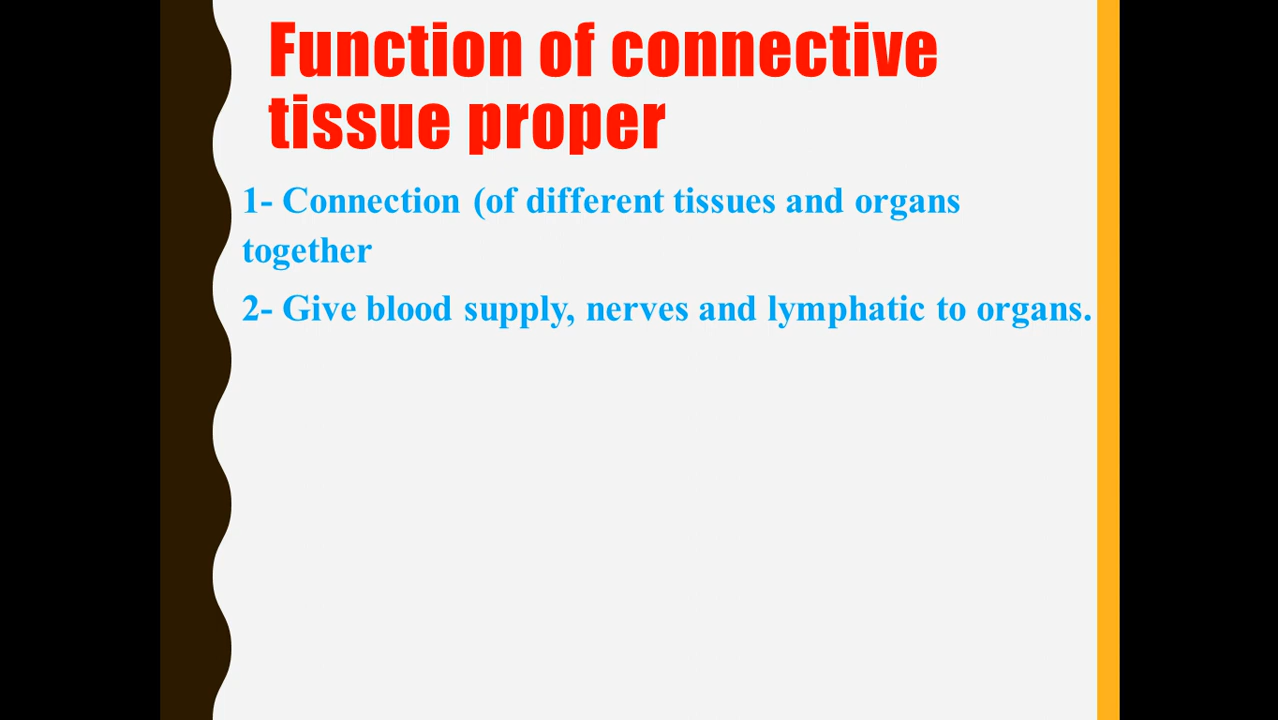 Function of connective
tissue proper
1- Connection (of different tissues and organs
together
2- Give blood supply, nerves and lymphatic to organs.